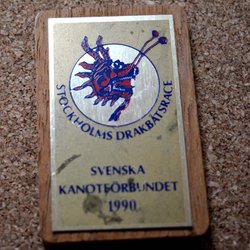 STOCKHOLMS DRAKBÅTSRACE
SVENSKA
KANOTFÖRBUNDET
1990